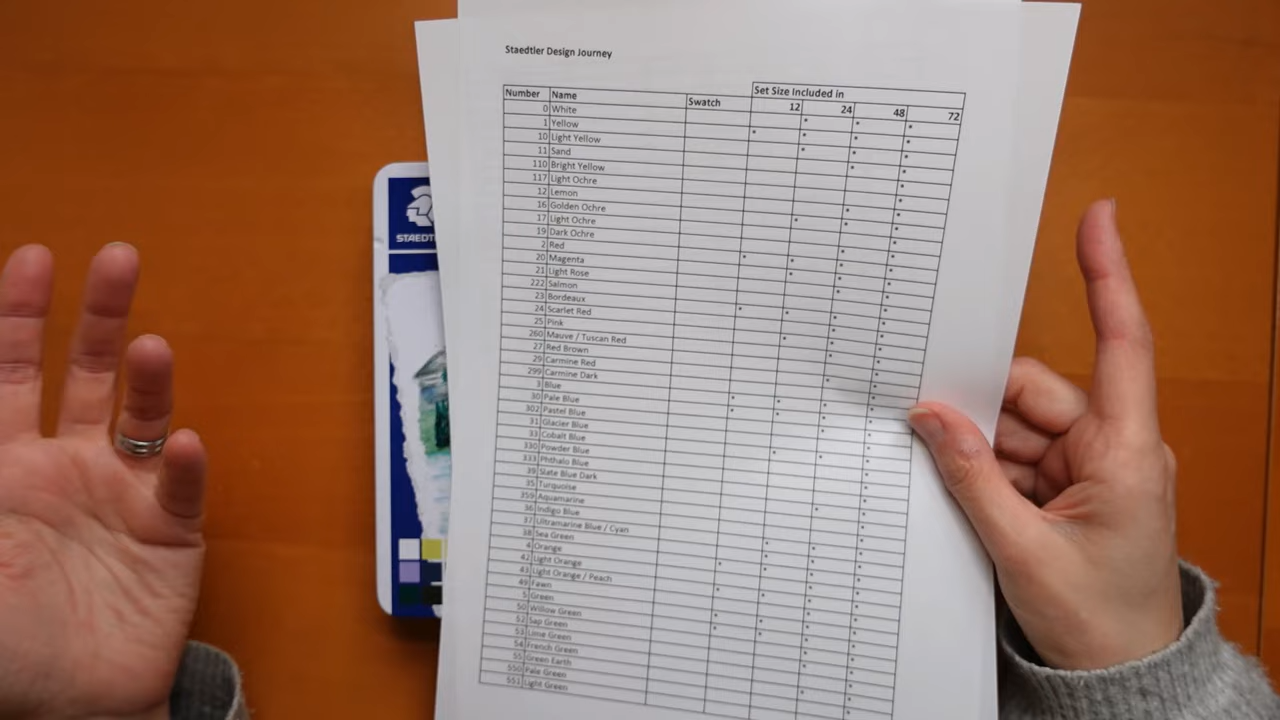 Staedtler Design Journey
Set Size Included in
Number Name Swatch 12 24 48 72
0 White
1 Yellow
10 Light Yellow
11 Sand
110 Bright Yellow
117 Light Ochre
12 Lemon
16 Golden Ochre
17 Light Ochre
19 Dark Ochre
2 Red
20 Magenta
21 Light Rose
222 Salmon
23 Bordeaux
24 Scarlet Red
25 Pink
260 Mauve / Tuscan Red
27 Red Brown
29 Carmine Red
299 Carmine Dark
3 Blue
30 Pale Blue
302 Pastel Blue
31 Glacier Blue
33 Cobalt Blue
330 Powder Blue
333 Phthalo Blue
39 Slate Blue Dark
35 Turquoise
359 Aquamarine
36 Indigo Blue
37 Ultramarine Blue / Cyan
38 Sea Green
4 Orange
42 Light Orange
43 Light Orange / Peach
49 Fawn
5 Green
50 Willow Green
52 Sap Green
53 Lime Green
54 French Green
55 Green Earth
550 Pale Green
551 Light Green